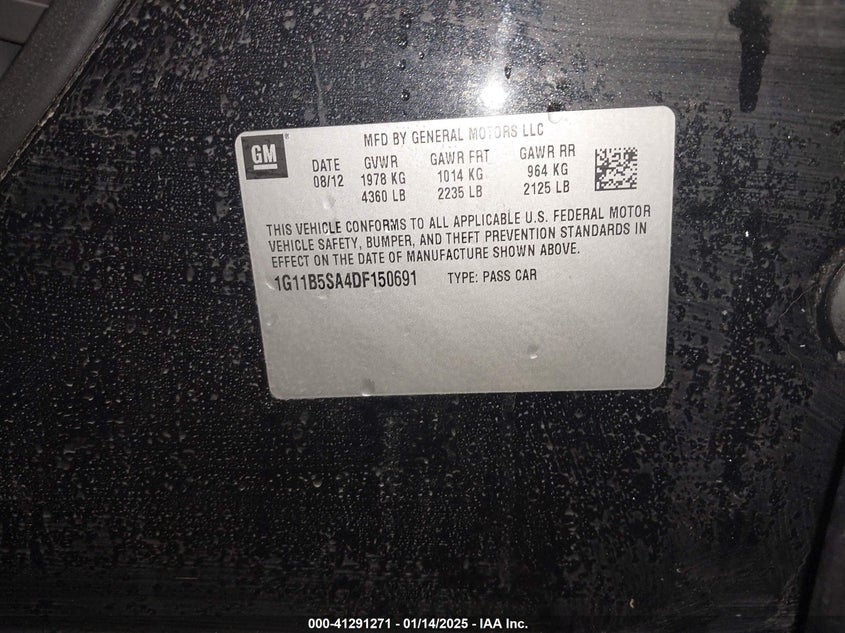 MFD BY GENERAL MOTORS LLC
GM
DATE GVWR GAWR FRT GAWR RR
08/12 1978 KG 1014 KG 964 KG
4360 LB 2235 LB 2125 LB
THIS VEHICLE CONFORMS TO ALL APPLICABLE U.S. FEDERAL MOTOR
VEHICLE SAFETY, BUMPER, AND THEFT PREVENTION STANDARDS IN
EFFECT ON THE DATE OF MANUFACTURE SHOWN ABOVE.
1G11B5SA4DF150691 TYPE: PASS CAR
000-41291271 - 01/14/2025 - IAA Inc.